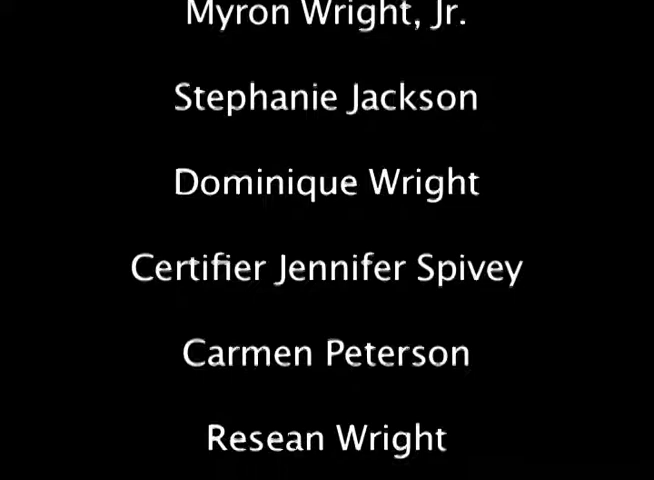 Myron Wright, Jr.
Stephanie Jackson
Dominique Wright
Certifier Jennifer Spivey
Carmen Peterson
Resean Wright